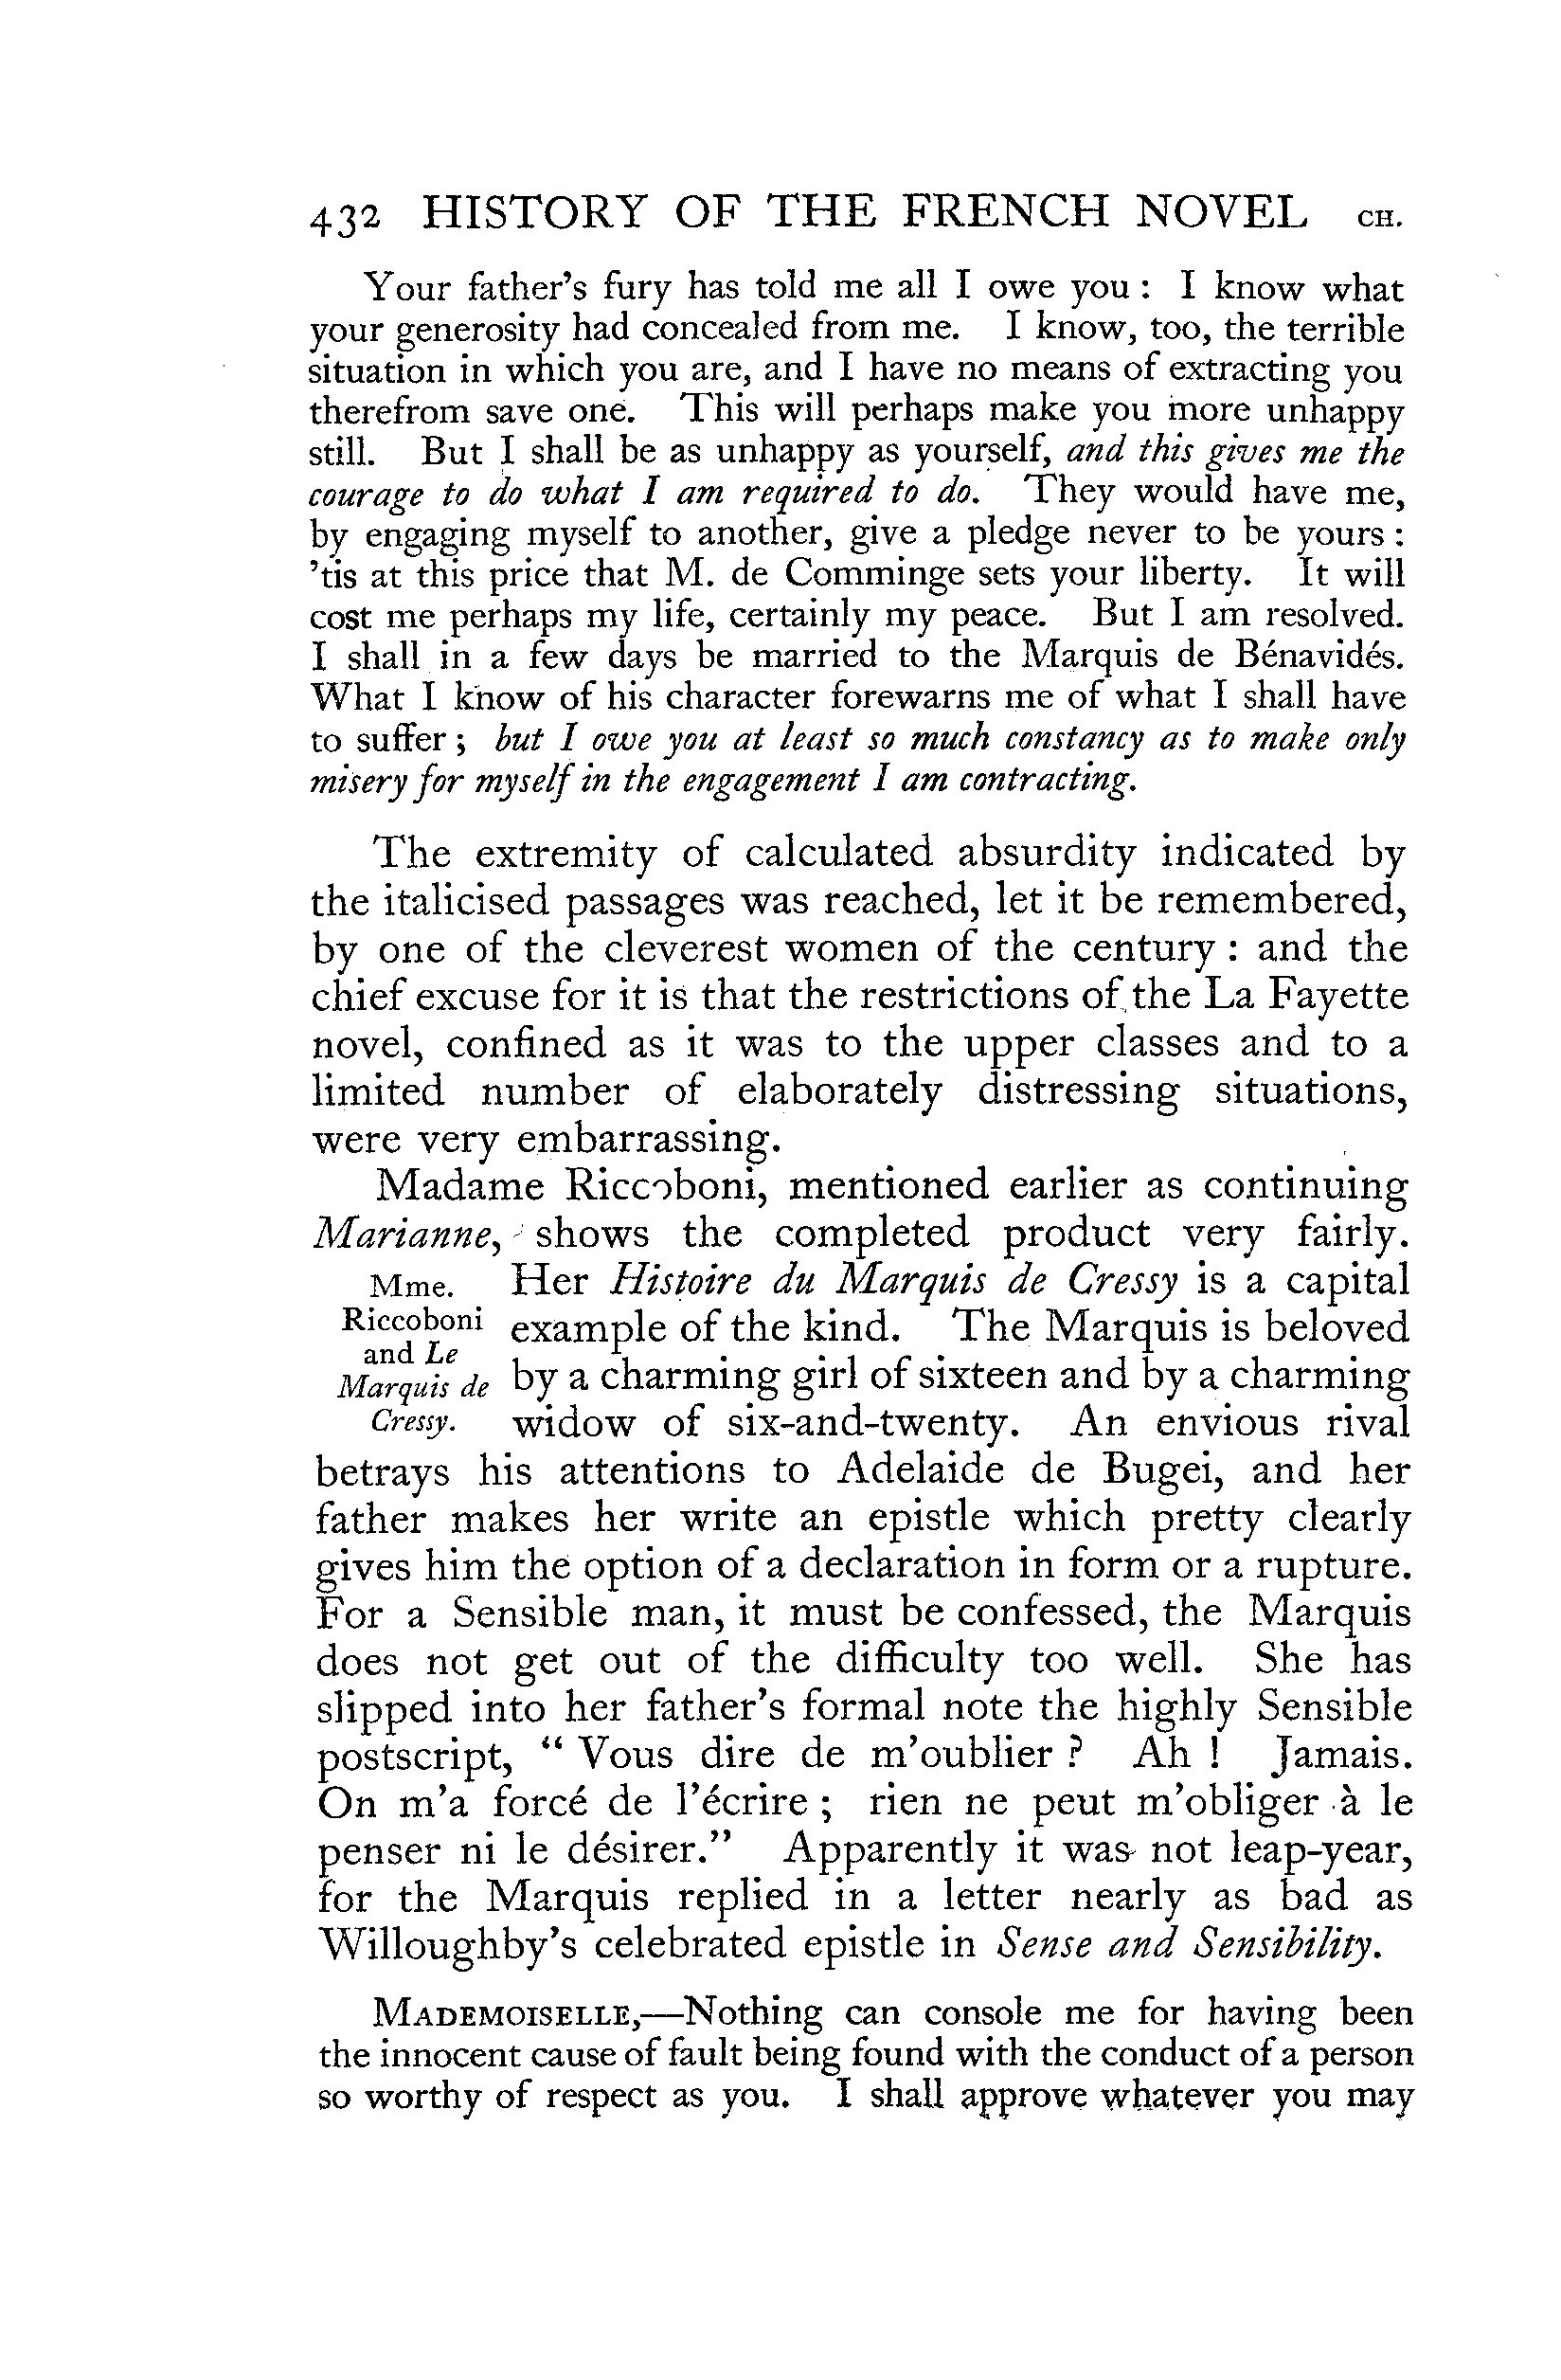 432 HISTORY OF THE FRENCH NOVEL CH.
Your father's fury has told me all I owe you : I know what
your generosity had concealed from me. I know, too, the terrible
situation in which you are, and I have no means of extracting you
therefrom save one. This will perhaps make you more unhappy
still. But I shall be as unhappy as yourself, and this gives me the
courage to do what I am required to do. They would have me,
by engaging myself to another, give a pledge never to be yours :
'tis at this price that M. de Comminge sets your liberty. It will
cost me perhaps my life, certainly my peace. But I am resolved.
I shall in a few days be married to the Marquis de Bénavidés.
What I know of his character forewarns me of what I shall have
to suffer ; but I owe you at least so much constancy as to make only
misery for myself in the engagement I am contracting.
The extremity of calculated absurdity indicated by
the italicised passages was reached, let it be remembered,
by one of the cleverest women of the century : and the
chief excuse for it is that the restrictions of the La Fayette
novel, confined as it was to the upper classes and to a
limited number of elaborately distressing situations,
were very embarrassing.
Madame Riccoboni, mentioned earlier as continuing
Marianne, shows the completed product very fairly.
Mme.
Riccoboni
and Le
Marquis de
Cressy.
Her Histoire du Marquis de Cressy is a capital
example of the kind. The Marquis is beloved
by a charming girl of sixteen and by a charming
widow of six-and-twenty. An envious rival
betrays his attentions to Adelaide de Bugei, and her
father makes her write an epistle which pretty clearly
gives him the option of a declaration in form or a rupture.
For a Sensible man, it must be confessed, the Marquis
does not get out of the difficulty too well. She has
slipped into her father's formal note the highly Sensible
postscript, “ Vous dire de m'oublier ? Ah ! Jamais.
On m'a forcé de l'écrire ; rien ne peut m'obliger à le
penser ni le désirer.” Apparently it was not leap-year,
for the Marquis replied in a letter nearly as bad as
Willoughby's celebrated epistle in Sense and Sensibility.
MADEMOISELLE,—Nothing can console me for having been
the innocent cause of fault being found with the conduct of a person
so worthy of respect as you. I shall approve whatever you may